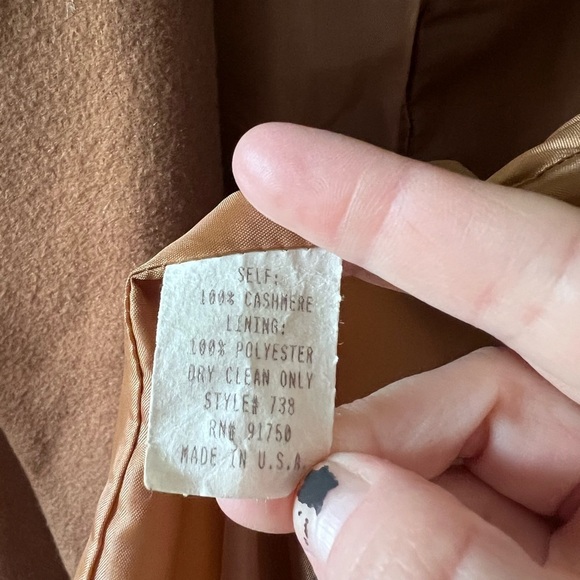 SELF:
100% CASHMERE
LINING:
100% POLYESTER
DRY CLEAN ONLY
STYLE# 738
RN# 91750
MADE IN U.S.A.